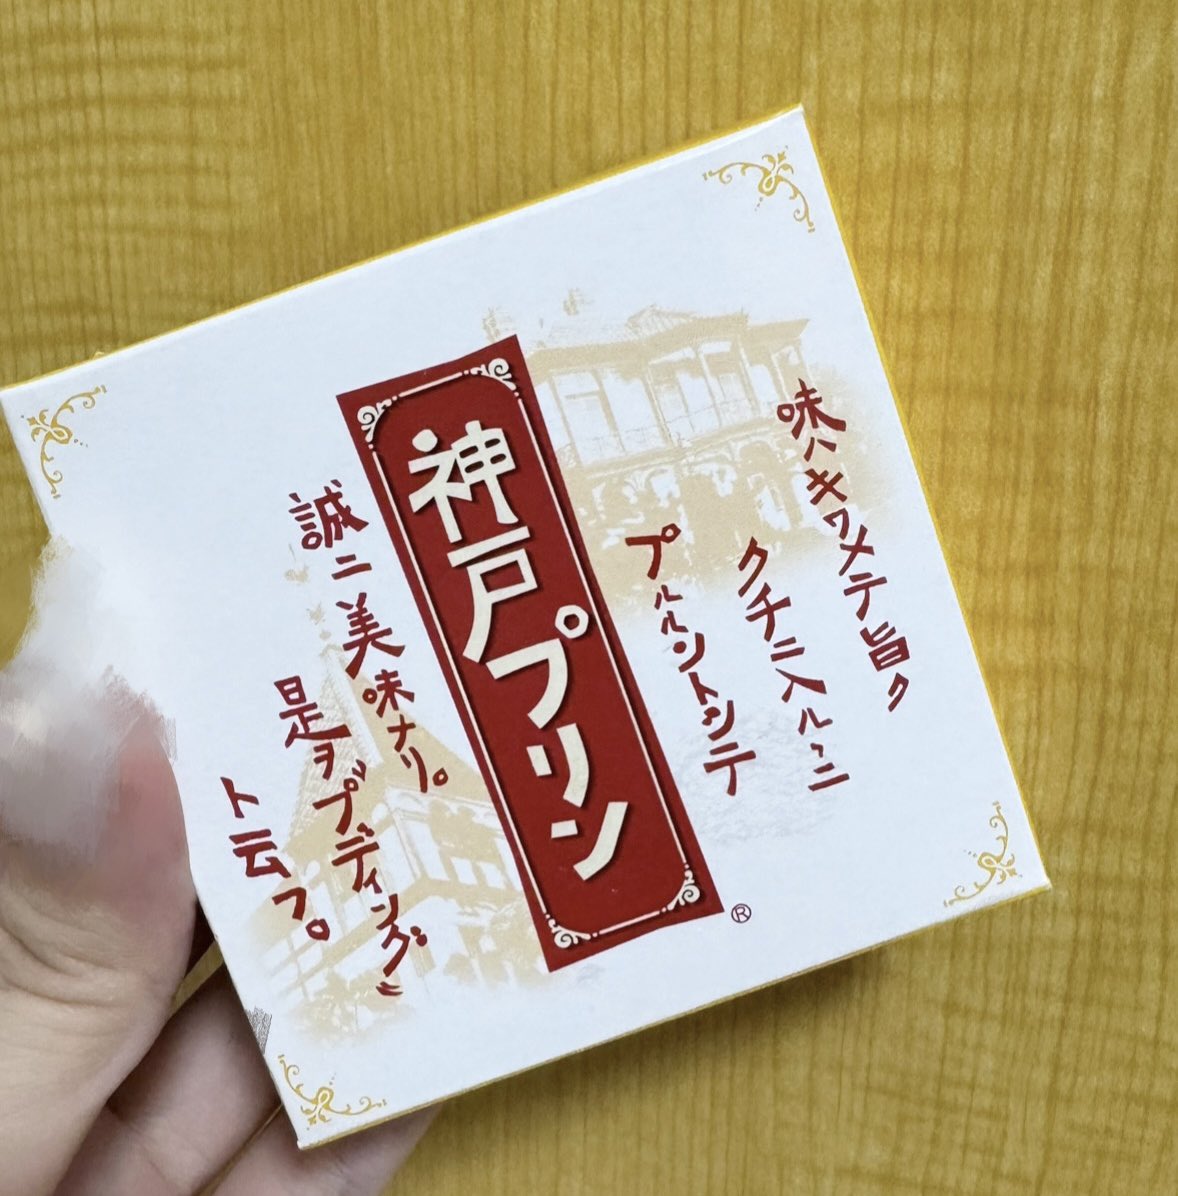 味ハキワメテ旨ク
クチニ入ルヽニ
プルルントシテ
神戸プリン
®
誠ニ美味ナリ。
是ヲ〝プディング〟
ト云フ。